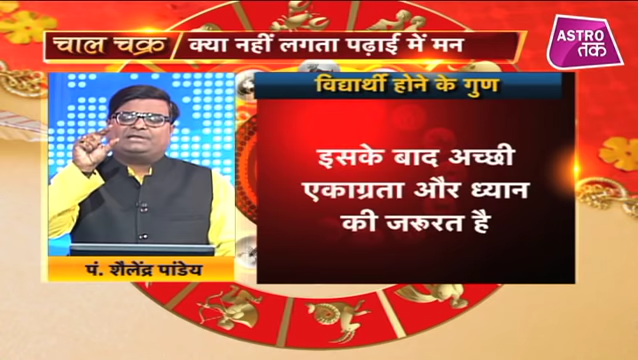 चाल चक्र क्या नहीं लगता पढ़ाई में मन
ASTRO
तक
विद्यार्थी होने के गुण
इसके बाद अच्छी
एकाग्रता और ध्यान
की जरूरत है
पं. शैलेंद्र पांडेय